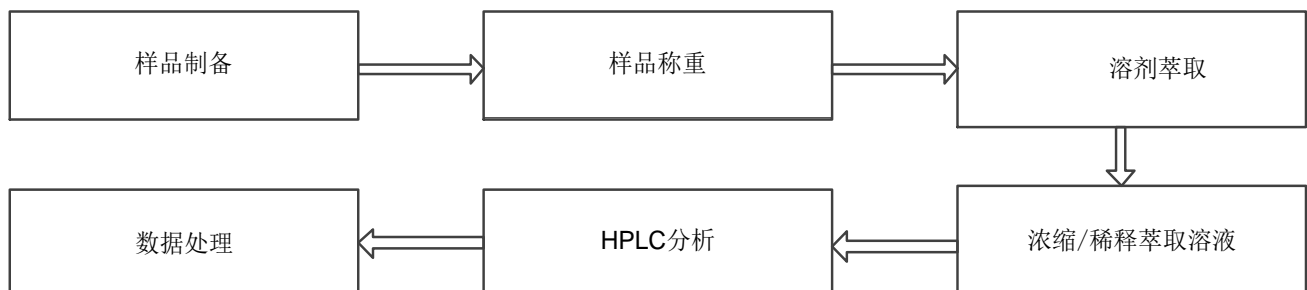 样品制备
样品称重
溶剂萃取
浓缩/稀释萃取溶液
HPLC分析
数据处理